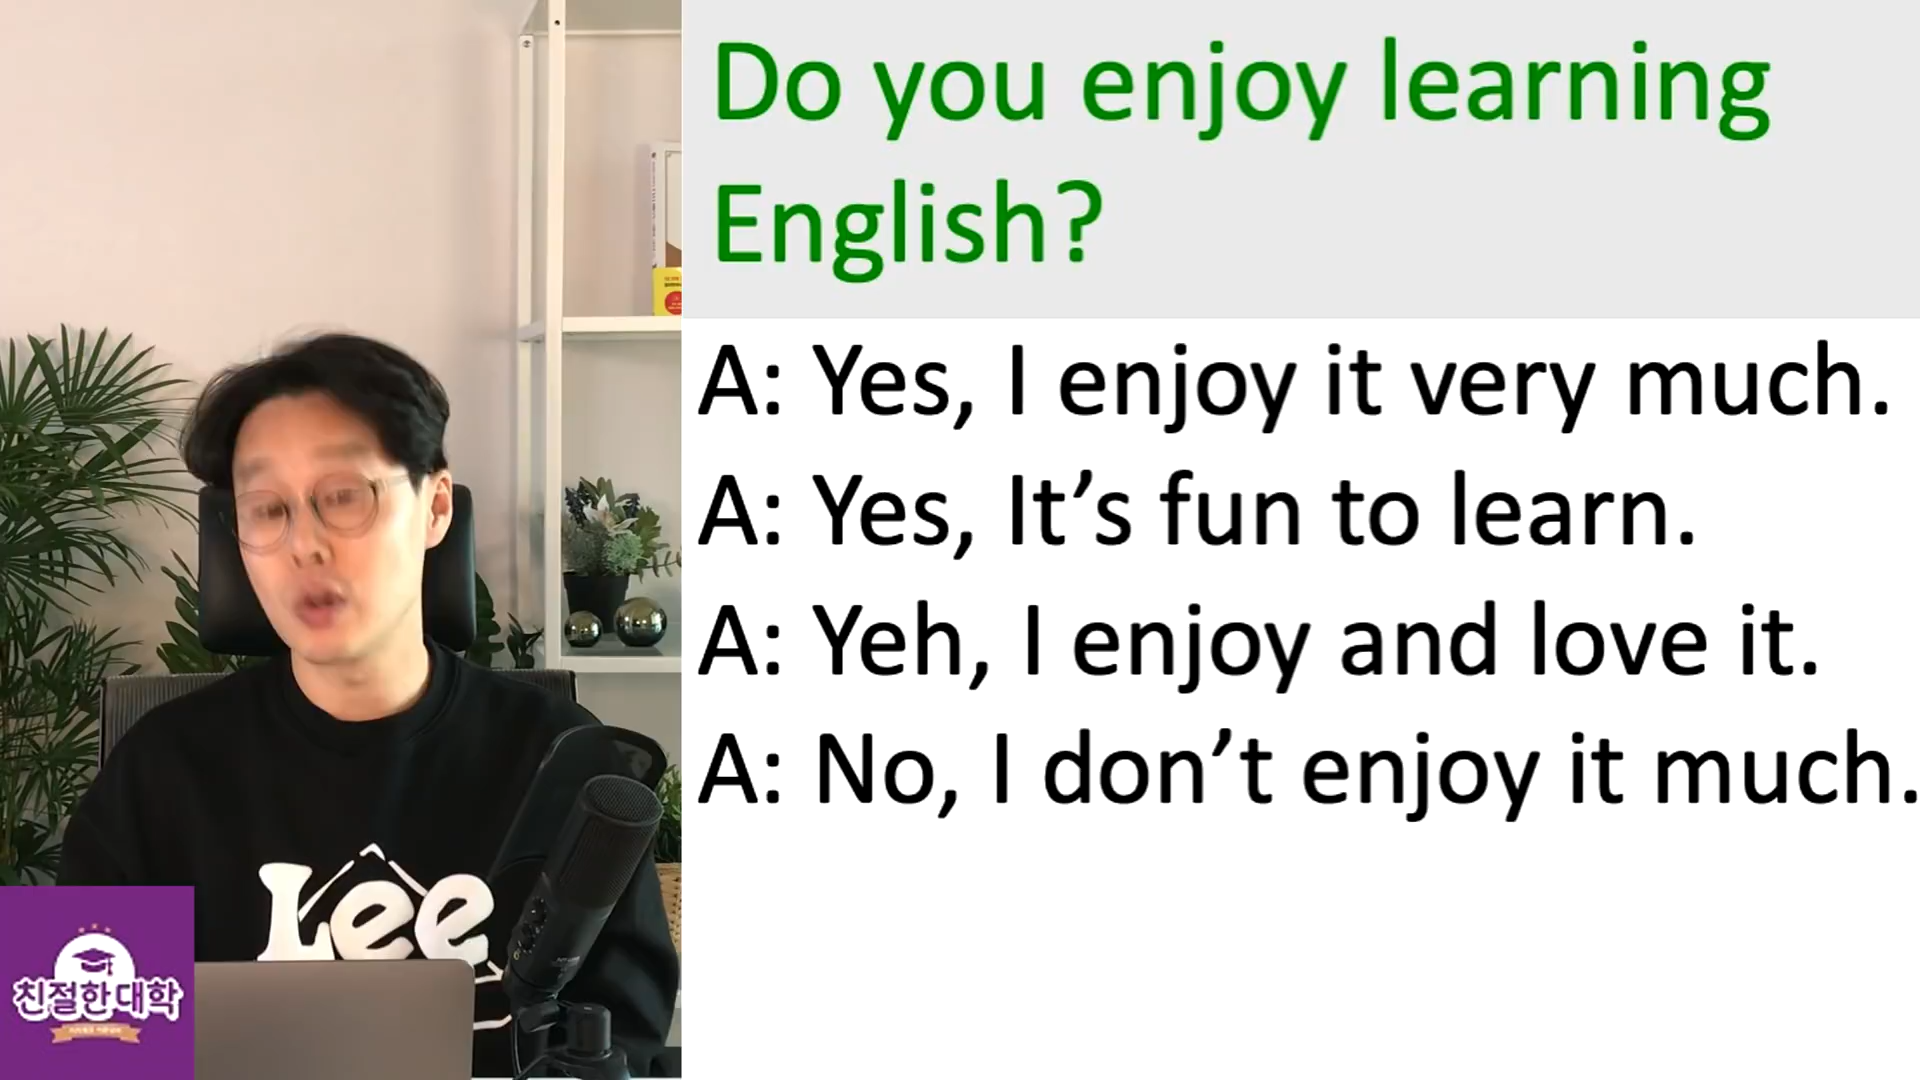 Do you enjoy learning
English?
A: Yes, I enjoy it very much.
A: Yes, It’s fun to learn.
A: Yeh, I enjoy and love it.
A: No, I don’t enjoy it much.
Lee
친절한대학